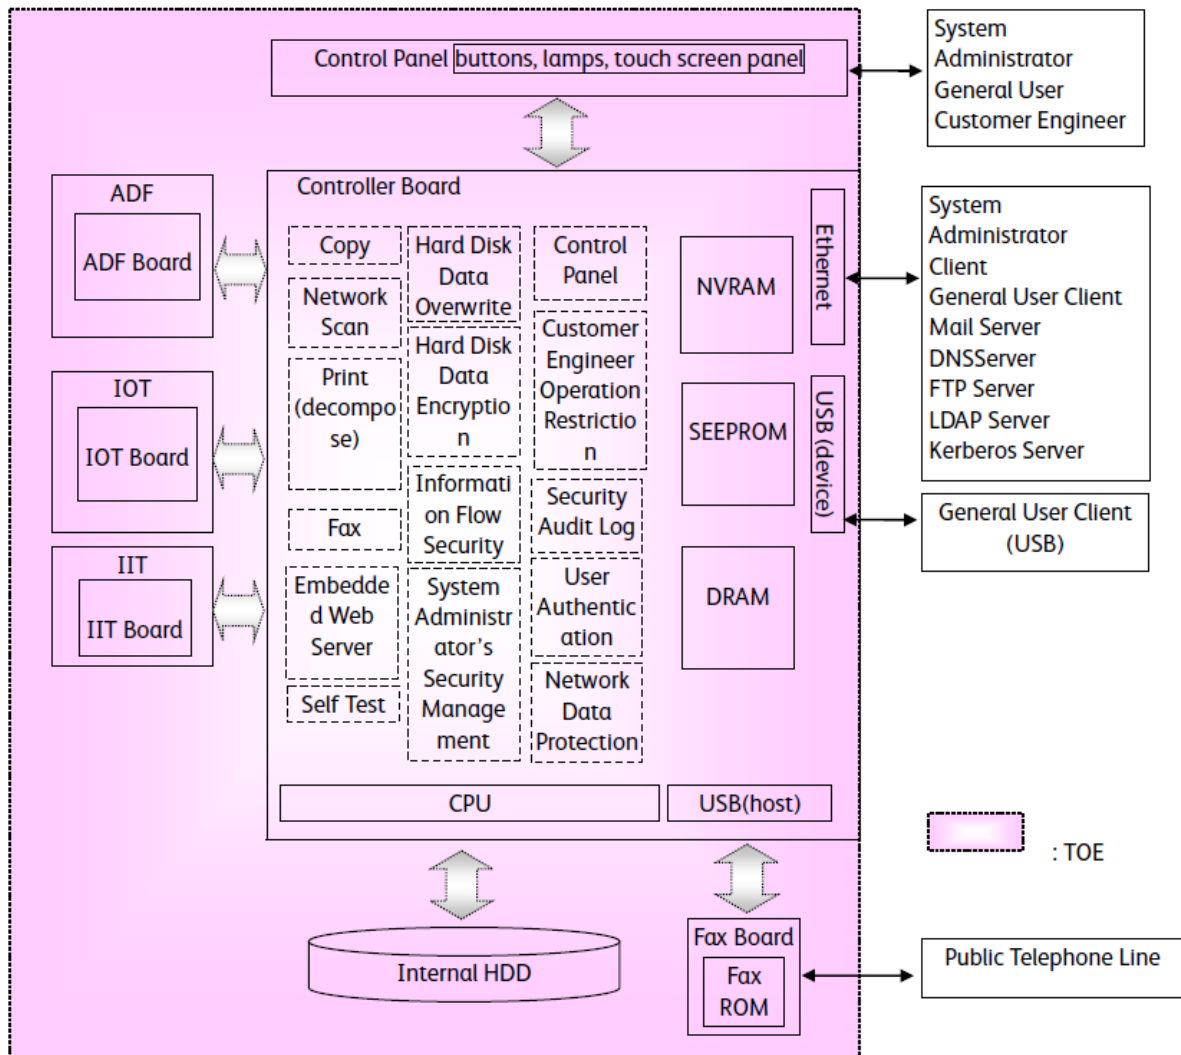 Control Panel buttons, lamps, touch screen panel
System
Administrator
General User
Customer Engineer
ADF
ADF Board
IOT
IOT Board
IIT
IIT Board
Controller Board
Copy
Network
Scan
Print
(decompo
se)
Fax
Embedde
d Web
Server
Self Test
Hard Disk
Data
Overwrite
Hard Disk
Data
Encryptio
n
Informati
on Flow
Security
System
Administr
ator's
Security
Manage
ment
Control
Panel
Customer
Engineer
Operation
Restrictio
n
Security
Audit Log
User
Authentic
ation
Network
Data
Protection
NVRAM
SEEPROM
DRAM
Ethernet
USB (device)
System
Administrator
Client
General User Client
Mail Server
DNSServer
FTP Server
LDAP Server
Kerberos Server
General User Client
(USB)
CPU
USB(host)
: TOE
Internal HDD
Fax Board
Fax
ROM
Public Telephone Line